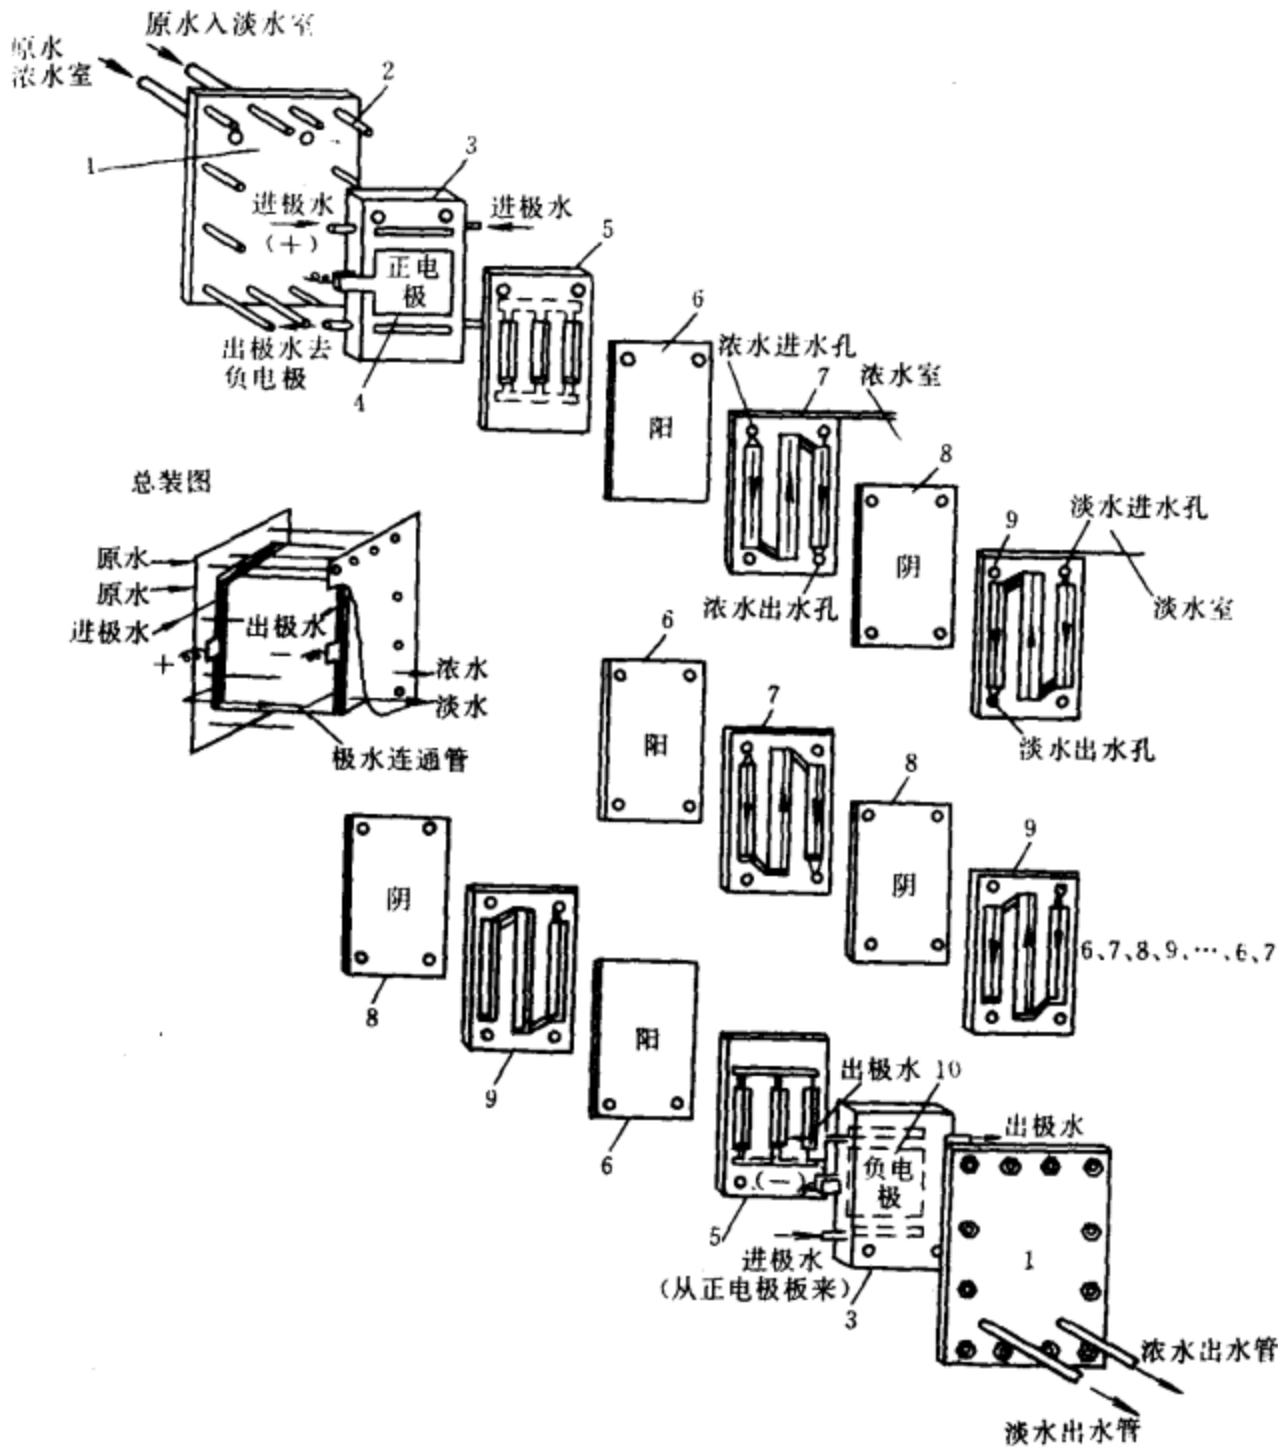 原水入淡水室
原水
浓水室
2
1
3
进极水
(+)
进极水
正电
极
出极水去
负电极
4
5
6
阳
浓水进水孔
7
浓水室
浓水出水孔
8
阴
9
淡水进水孔
淡水室
淡水出水孔
总装图
原水
原水
进极水
出极水
+
−
浓水
淡水
极水连通管
6
阳
7
8
阴
9
6、7、8、9、…、6、7
阴
8
9
阳
6
出极水
10
出极水
(−)
负电
极
5
进极水
(从正电极板来)
3
1
浓水出水管
淡水出水管